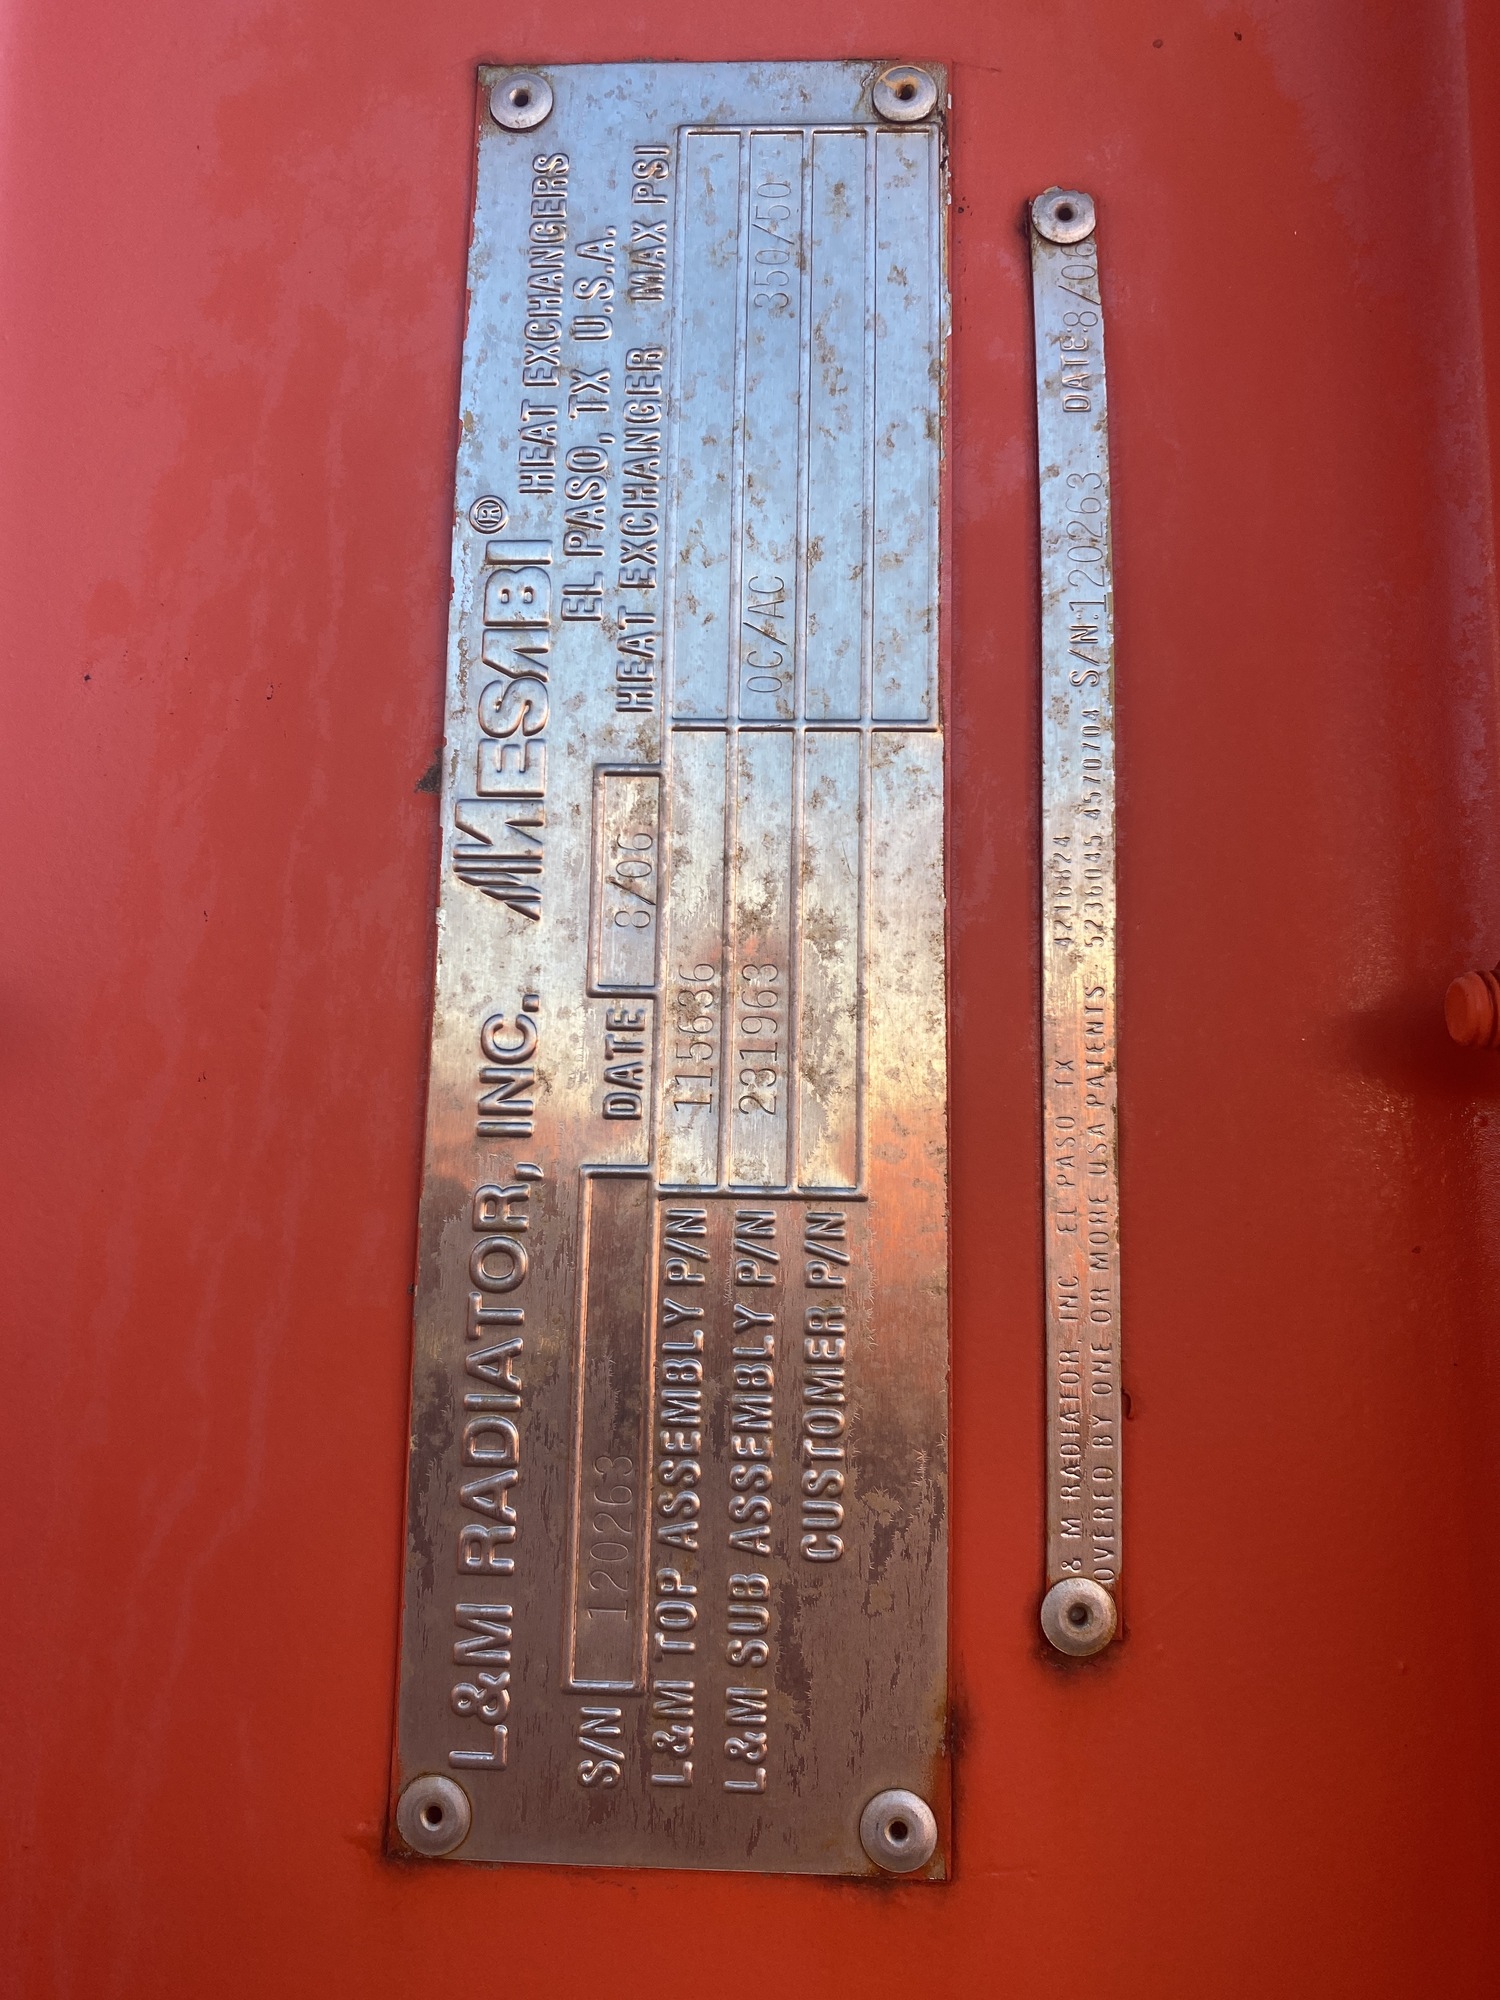 L&M RADIATOR, INC. MESABI® HEAT EXCHANGERS
EL PASO, TX U.S.A.
S/N 120263 DATE 8/06 HEAT EXCHANGER MAX PSI
L&M TOP ASSEMBLY P/N 115636
L&M SUB ASSEMBLY P/N 231963 OC/AC 350/50
CUSTOMER P/N
& M RADIATOR, INC EL PASO TX 4216824
OVERED BY ONE OR MORE USA PATENTS 5236045 4570704 S/N:120263 DATE:8/06